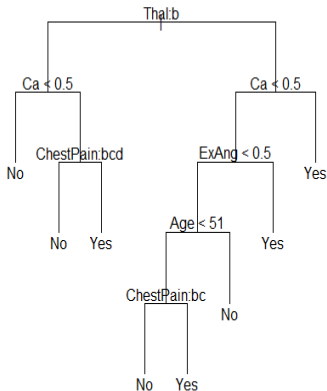 Thal:b
Ca < 0.5
Ca < 0.5
No
ChestPain:bcd
ExAng < 0.5
Yes
No
Yes
Age < 51
Yes
ChestPain:bc
No
No
Yes